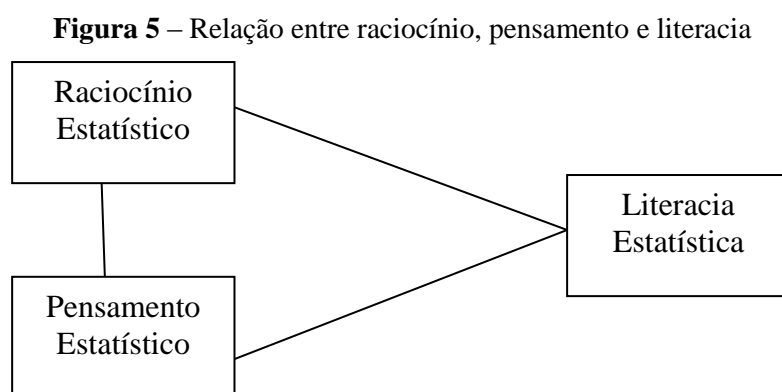 Figura 5 – Relação entre raciocínio, pensamento e literacia
Raciocínio
Estatístico
Literacia
Estatística
Pensamento
Estatístico